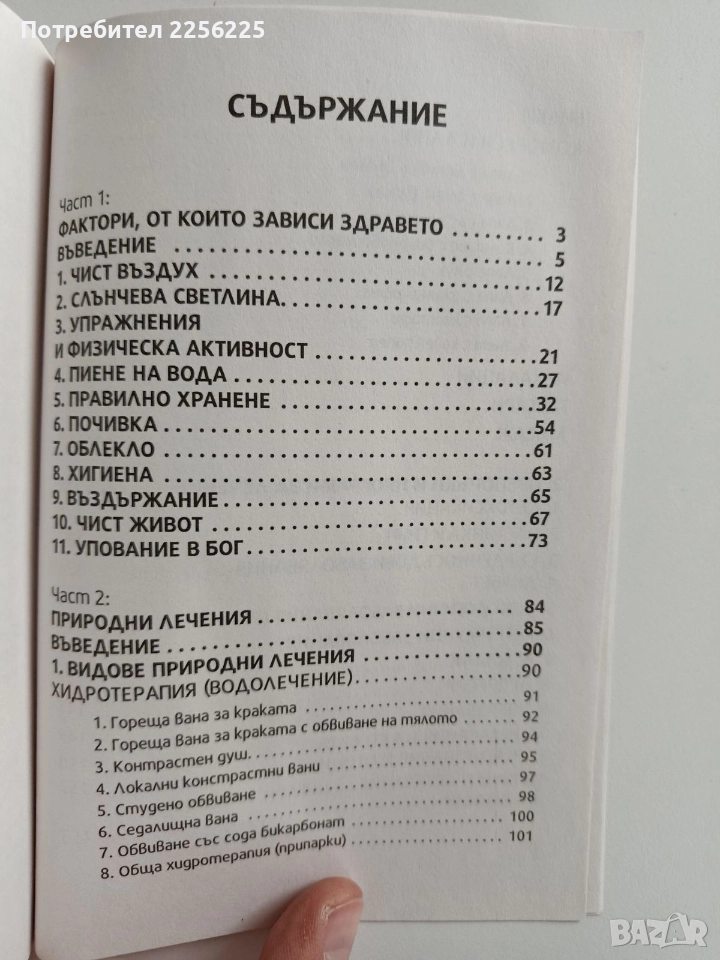 Потребител 2256225
СЪДЪРЖАНИЕ
Част 1:
ФАКТОРИ, ОТ КОИТО ЗАВИСИ ЗДРАВЕТО ......... 3
ВЪВЕДЕНИЕ ......... 5
1. ЧИСТ ВЪЗДУХ ......... 12
2. СЛЪНЧЕВА СВЕТЛИНА ......... 17
3. УПРАЖНЕНИЯ
И ФИЗИЧЕСКА АКТИВНОСТ ......... 21
4. ПИЕНЕ НА ВОДА ......... 27
5. ПРАВИЛНО ХРАНЕНЕ ......... 32
6. ПОЧИВКА ......... 54
7. ОБЛЕКЛО ......... 61
8. ХИГИЕНА ......... 63
9. ВЪЗДЪРЖАНИЕ ......... 65
10. ЧИСТ ЖИВОТ ......... 67
11. УПОВАНИЕ В БОГ ......... 73
Част 2:
ПРИРОДНИ ЛЕЧЕНИЯ ......... 84
ВЪВЕДЕНИЕ ......... 85
1. ВИДОВЕ ПРИРОДНИ ЛЕЧЕНИЯ ......... 90
ХИДРОТЕРАПИЯ (ВОДОЛЕЧЕНИЕ) ......... 90
1. Гореща вана за краката ......... 91
2. Гореща вана за краката с обвиване на тялото ......... 92
3. Контрастен душ ......... 94
4. Локални констрастни вани ......... 95
5. Студено обвиване ......... 97
6. Седалищна вана ......... 98
7. Обвиване със сода бикарбонат ......... 100
8. Обща хидротерапия (припарки) ......... 101
BAZAR